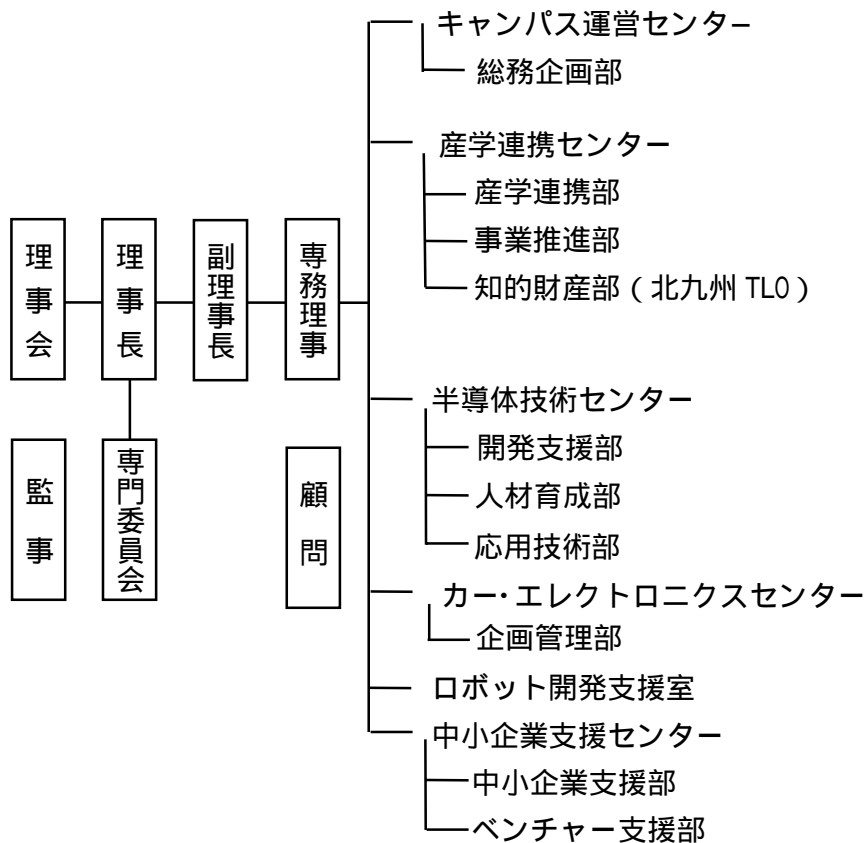 理事会
理事長
副理事長
専務理事
監事
専門委員会
顧問
キャンパス運営センター
総務企画部
産学連携センター
産学連携部
事業推進部
知的財産部（北九州 TLO）
半導体技術センター
開発支援部
人材育成部
応用技術部
カー・エレクトロニクスセンター
企画管理部
ロボット開発支援室
中小企業支援センター
中小企業支援部
ベンチャー支援部